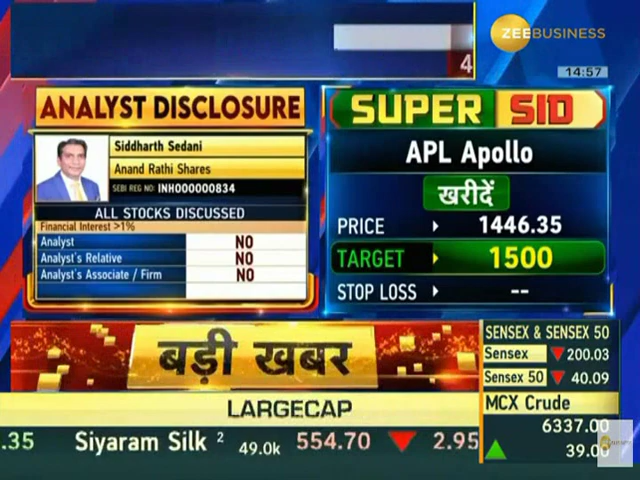 4
ZEEBUSINESS
14:57
ANALYST DISCLOSURE
Siddharth Sedani
Anand Rathi Shares
SEBI REG NO: INH000000834
ALL STOCKS DISCUSSED
Financial Interest >1%
Analyst NO
Analyst's Relative NO
Analyst's Associate / Firm NO
SUPER SID
APL Apollo
खरीदें
PRICE 1446.35
TARGET 1500
STOP LOSS --
बड़ी खबर
SENSEX & SENSEX 50
Sensex 200.03
Sensex 50 40.09
MCX Crude
6337.00
39.00
LARGECAP
.35 Siyaram Silk 2 49.0k 554.70 2.95